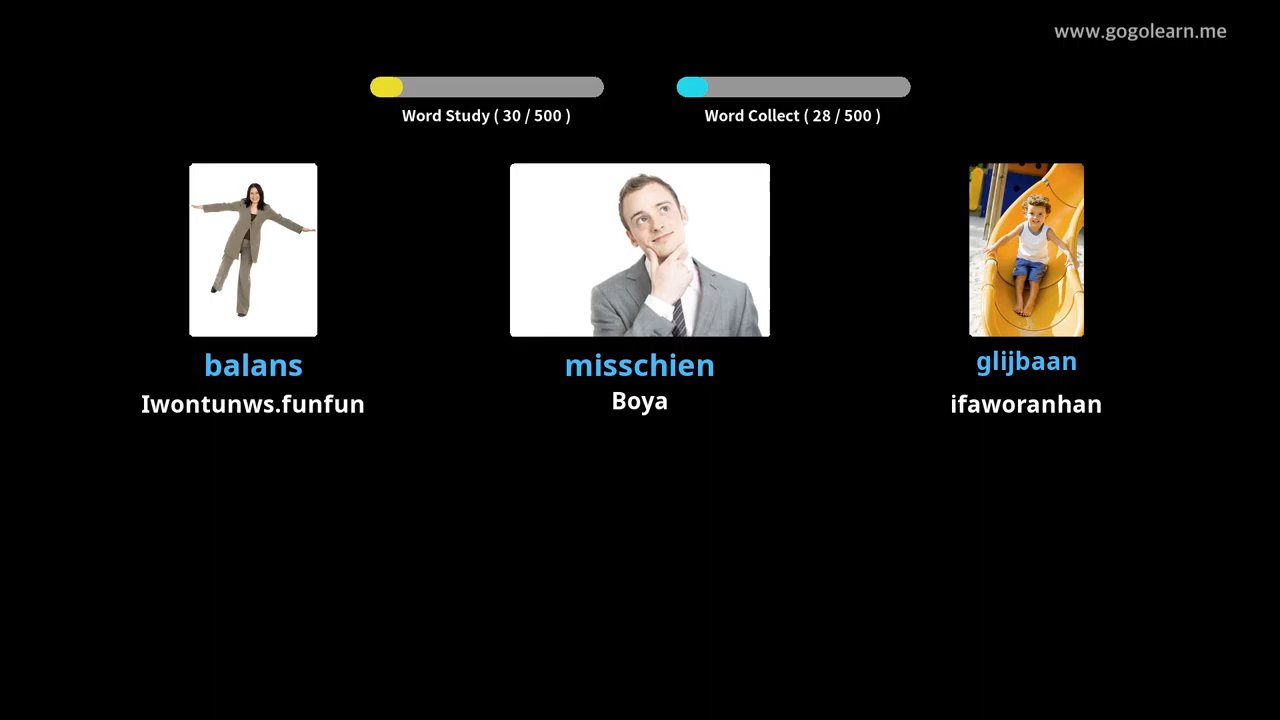 www.gogolearn.me
Word Study ( 30 / 500 )
Word Collect ( 28 / 500 )
balans
misschien
glijbaan
Iwontunws.funfun
Boya
ifaworanhan